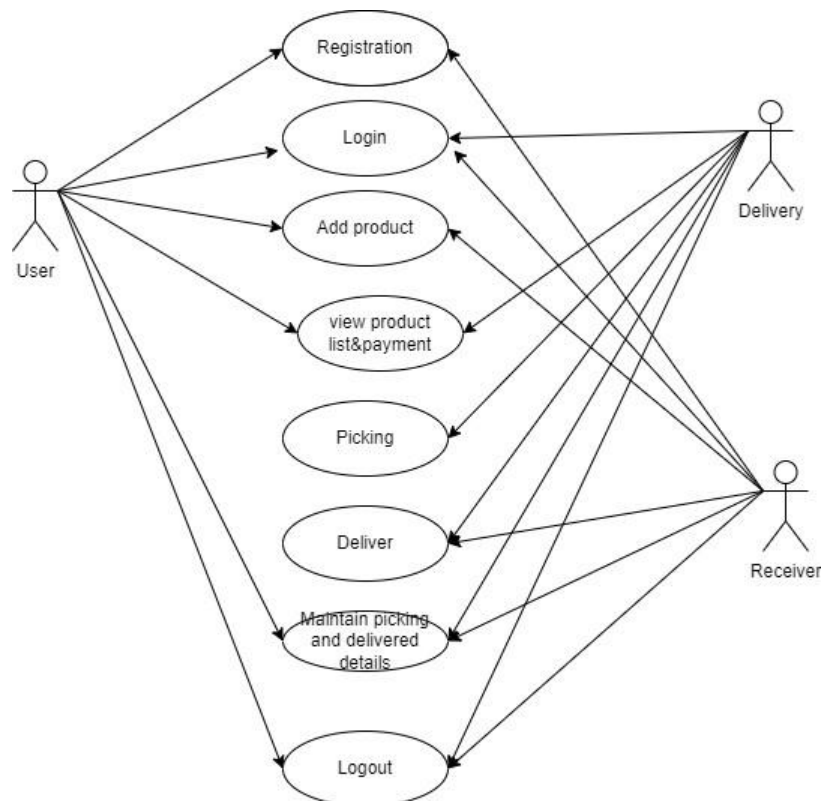 Registration
Login
Delivery
Add product
User
view product
list&payment
Picking
Deliver
Receiver
Maintain picking
and delivered
details
Logout